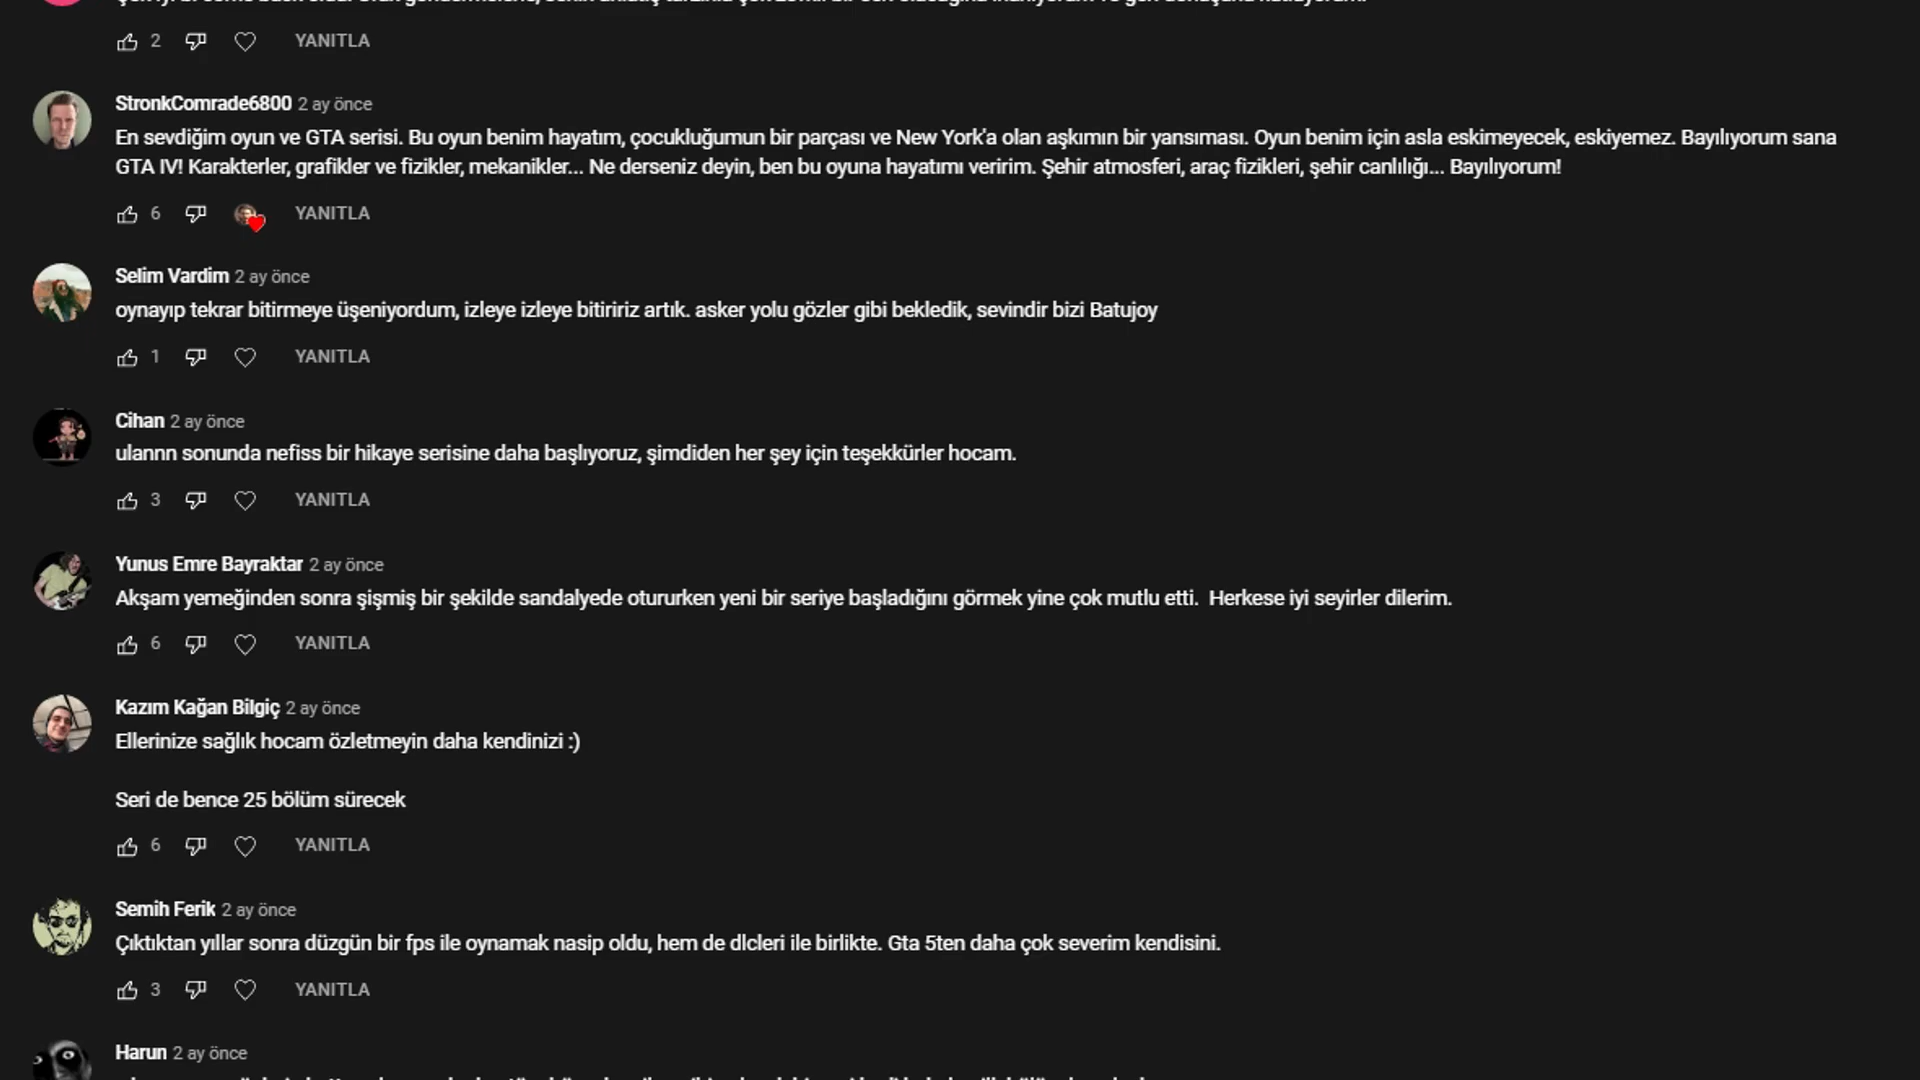 2
YANITLA
StronkComrade6800 2 ay önce
En sevdiğim oyun ve GTA serisi. Bu oyun benim hayatım, çocukluğumun bir parçası ve New York'a olan aşkımın bir yansıması. Oyun benim için asla eskimeyecek, eskiyemez. Bayılıyorum sana
GTA IV! Karakterler, grafikler ve fizikler, mekanikler... Ne derseniz deyin, ben bu oyuna hayatımı veririm. Şehir atmosferi, araç fizikleri, şehir canlılığı... Bayılıyorum!
6
YANITLA
Selim Vardim 2 ay önce
oynayıp tekrar bitirmeye üşeniyordum, izleye izleye bitiririz artık. asker yolu gözler gibi bekledik, sevindir bizi Batujoy
1
YANITLA
Cihan 2 ay önce
ulannn sonunda nefiss bir hikaye serisine daha başlıyoruz, şimdiden her şey için teşekkürler hocam.
3
YANITLA
Yunus Emre Bayraktar 2 ay önce
Akşam yemeğinden sonra şişmiş bir şekilde sandalyede otururken yeni bir seriye başladığını görmek yine çok mutlu etti.  Herkese iyi seyirler dilerim.
6
YANITLA
Kazım Kağan Bilgiç 2 ay önce
Ellerinize sağlık hocam özletmeyin daha kendinizi :)
Seri de bence 25 bölüm sürecek
6
YANITLA
Semih Ferik 2 ay önce
Çıktıktan yıllar sonra düzgün bir fps ile oynamak nasip oldu, hem de dlcleri ile birlikte. Gta 5ten daha çok severim kendisini.
3
YANITLA
Harun 2 ay önce